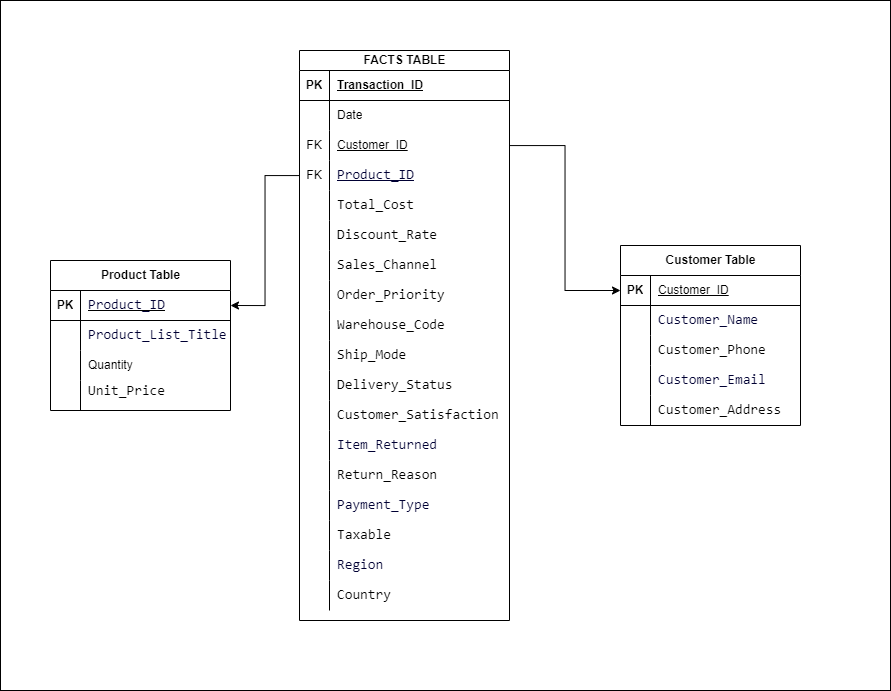 FACTS TABLE
PK Transaction_ID
Date
FK Customer_ID
FK Product_ID
Total_Cost
Discount_Rate
Sales_Channel
Order_Priority
Warehouse_Code
Ship_Mode
Delivery_Status
Customer_Satisfaction
Item_Returned
Return_Reason
Payment_Type
Taxable
Region
Country
Product Table
PK Product_ID
Product_List_Title
Quantity
Unit_Price
Customer Table
PK Customer_ID
Customer_Name
Customer_Phone
Customer_Email
Customer_Address